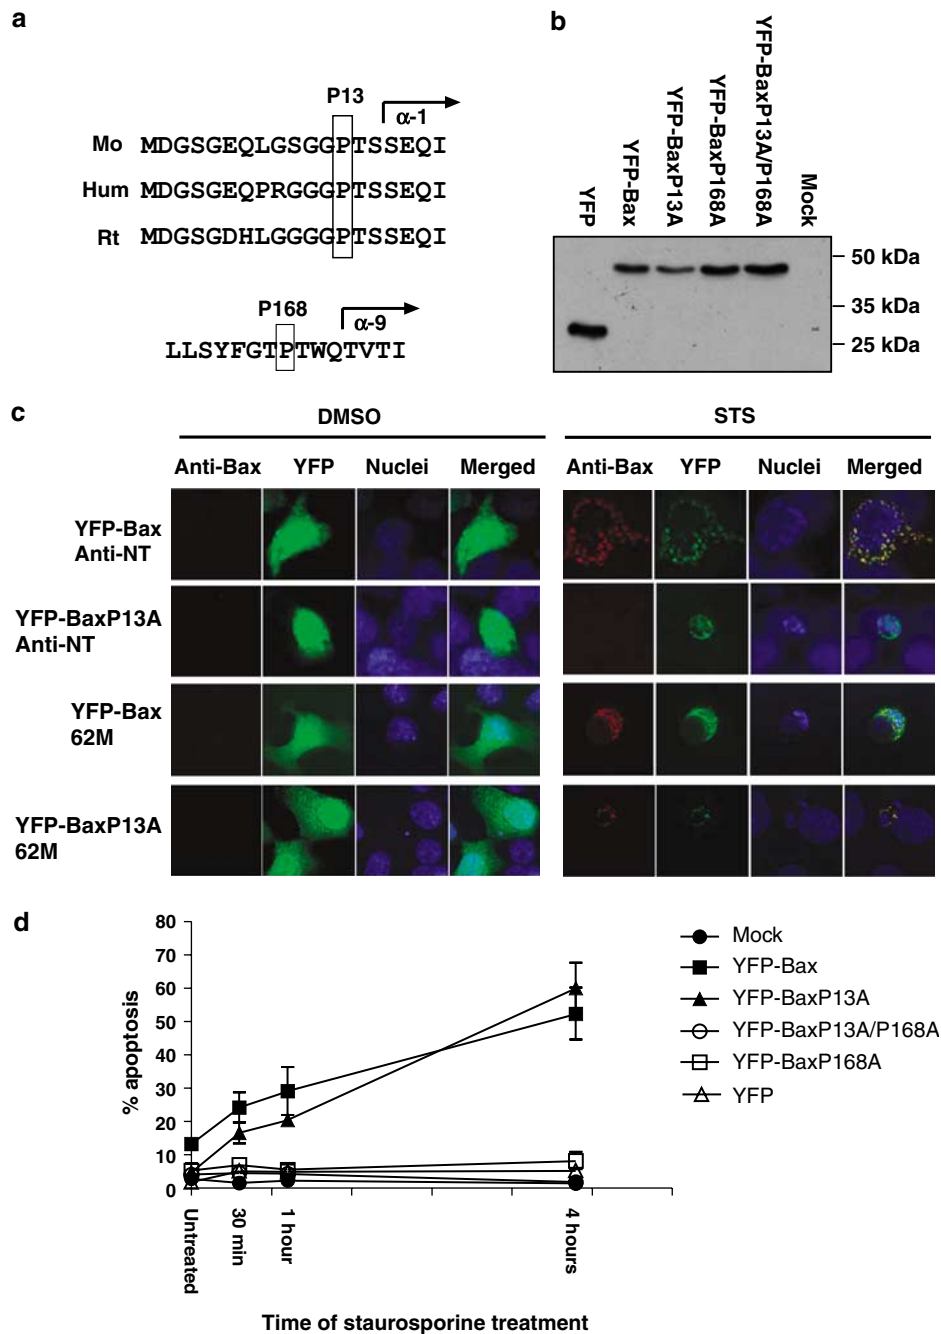 a
P13
α-1
Mo MDGSGEQLGSGGPTSSEQI
Hum MDGSGEQPRGGGPTSSEQI
Rt MDGSGDHLGGGGPTSSEQI
P168
α-9
LLSYFGTPTWQTVTI
b
YFP
YFP-Bax
YFP-BaxP13A
YFP-BaxP168A
YFP-BaxP13A/P168A
Mock
50 kDa
35 kDa
25 kDa
c
DMSO
STS
Anti-Bax YFP Nuclei Merged
Anti-Bax YFP Nuclei Merged
YFP-Bax
Anti-NT
YFP-BaxP13A
Anti-NT
YFP-Bax
62M
YFP-BaxP13A
62M
d
80
70
60
50
40
30
20
10
0
% apoptosis
Untreated
30 min
1 hour
4 hours
Time of staurosporine treatment
Mock
YFP-Bax
YFP-BaxP13A
YFP-BaxP13A/P168A
YFP-BaxP168A
YFP